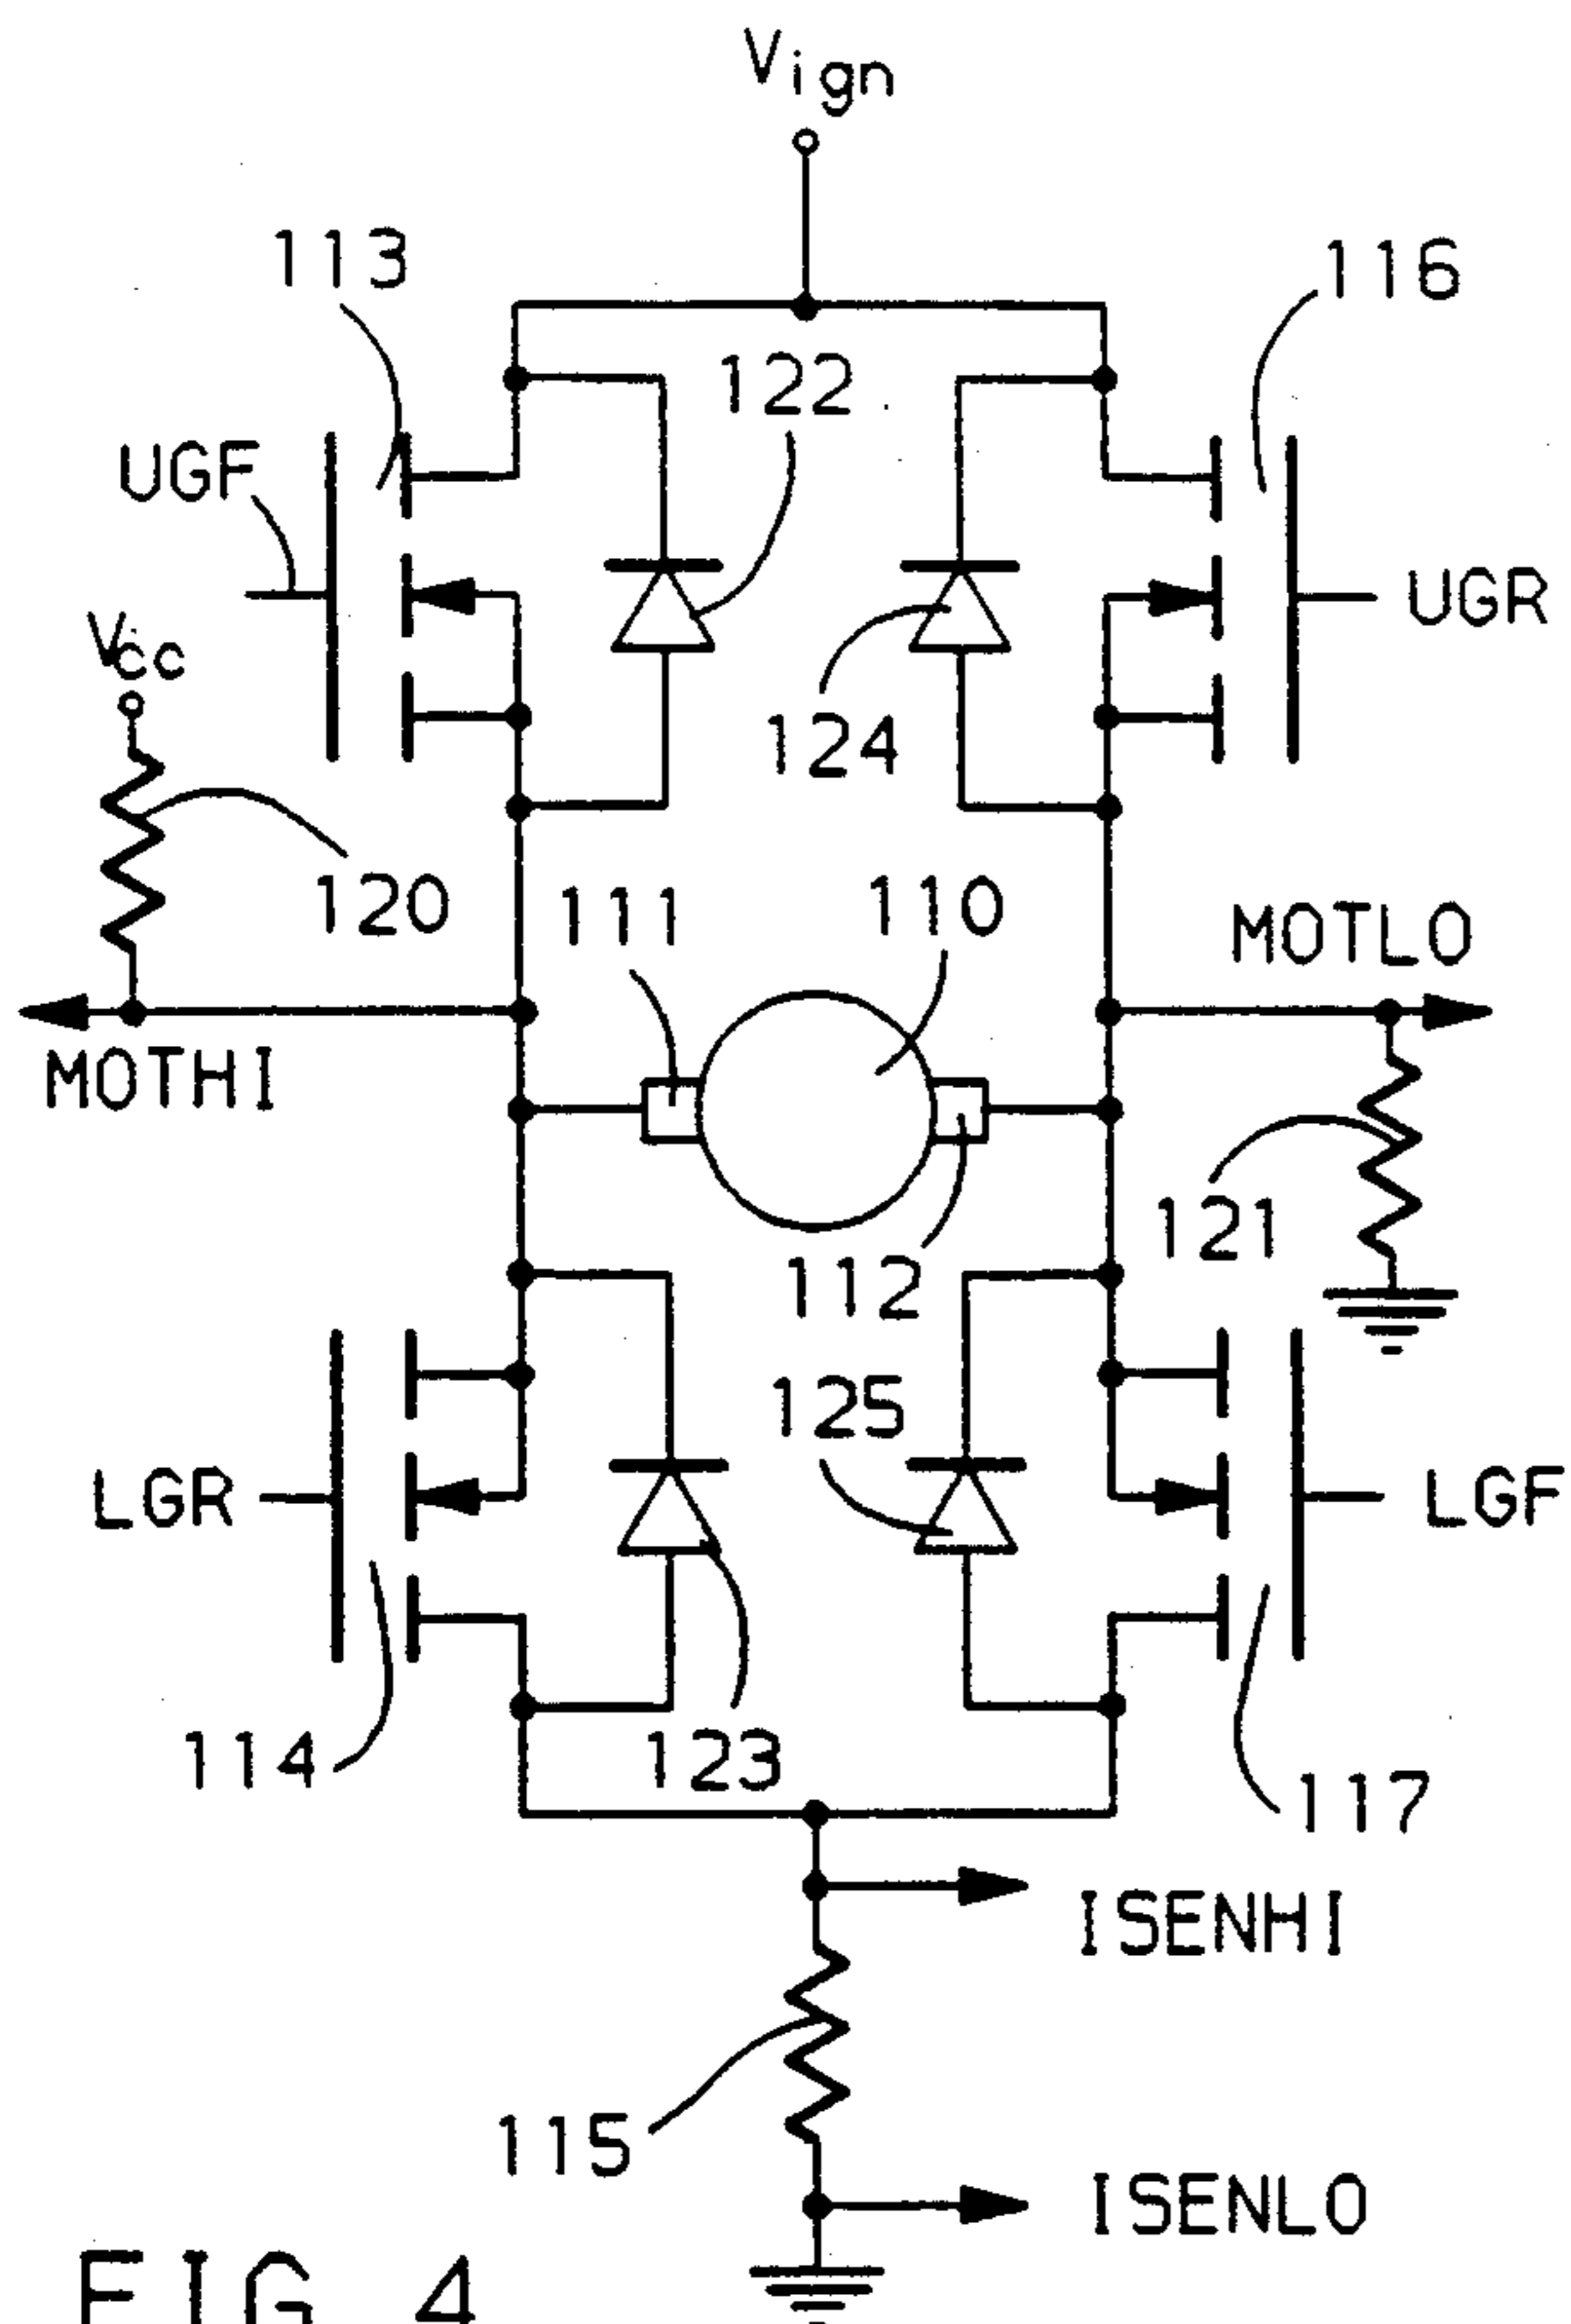 Vign
113
116
122
UGF
UGR
Vcc
124
120
111
110
MOTLO
MOTHI
121
112
125
LGR
LGF
114
123
117
ISENHI
115
ISENLO
FIG. 4